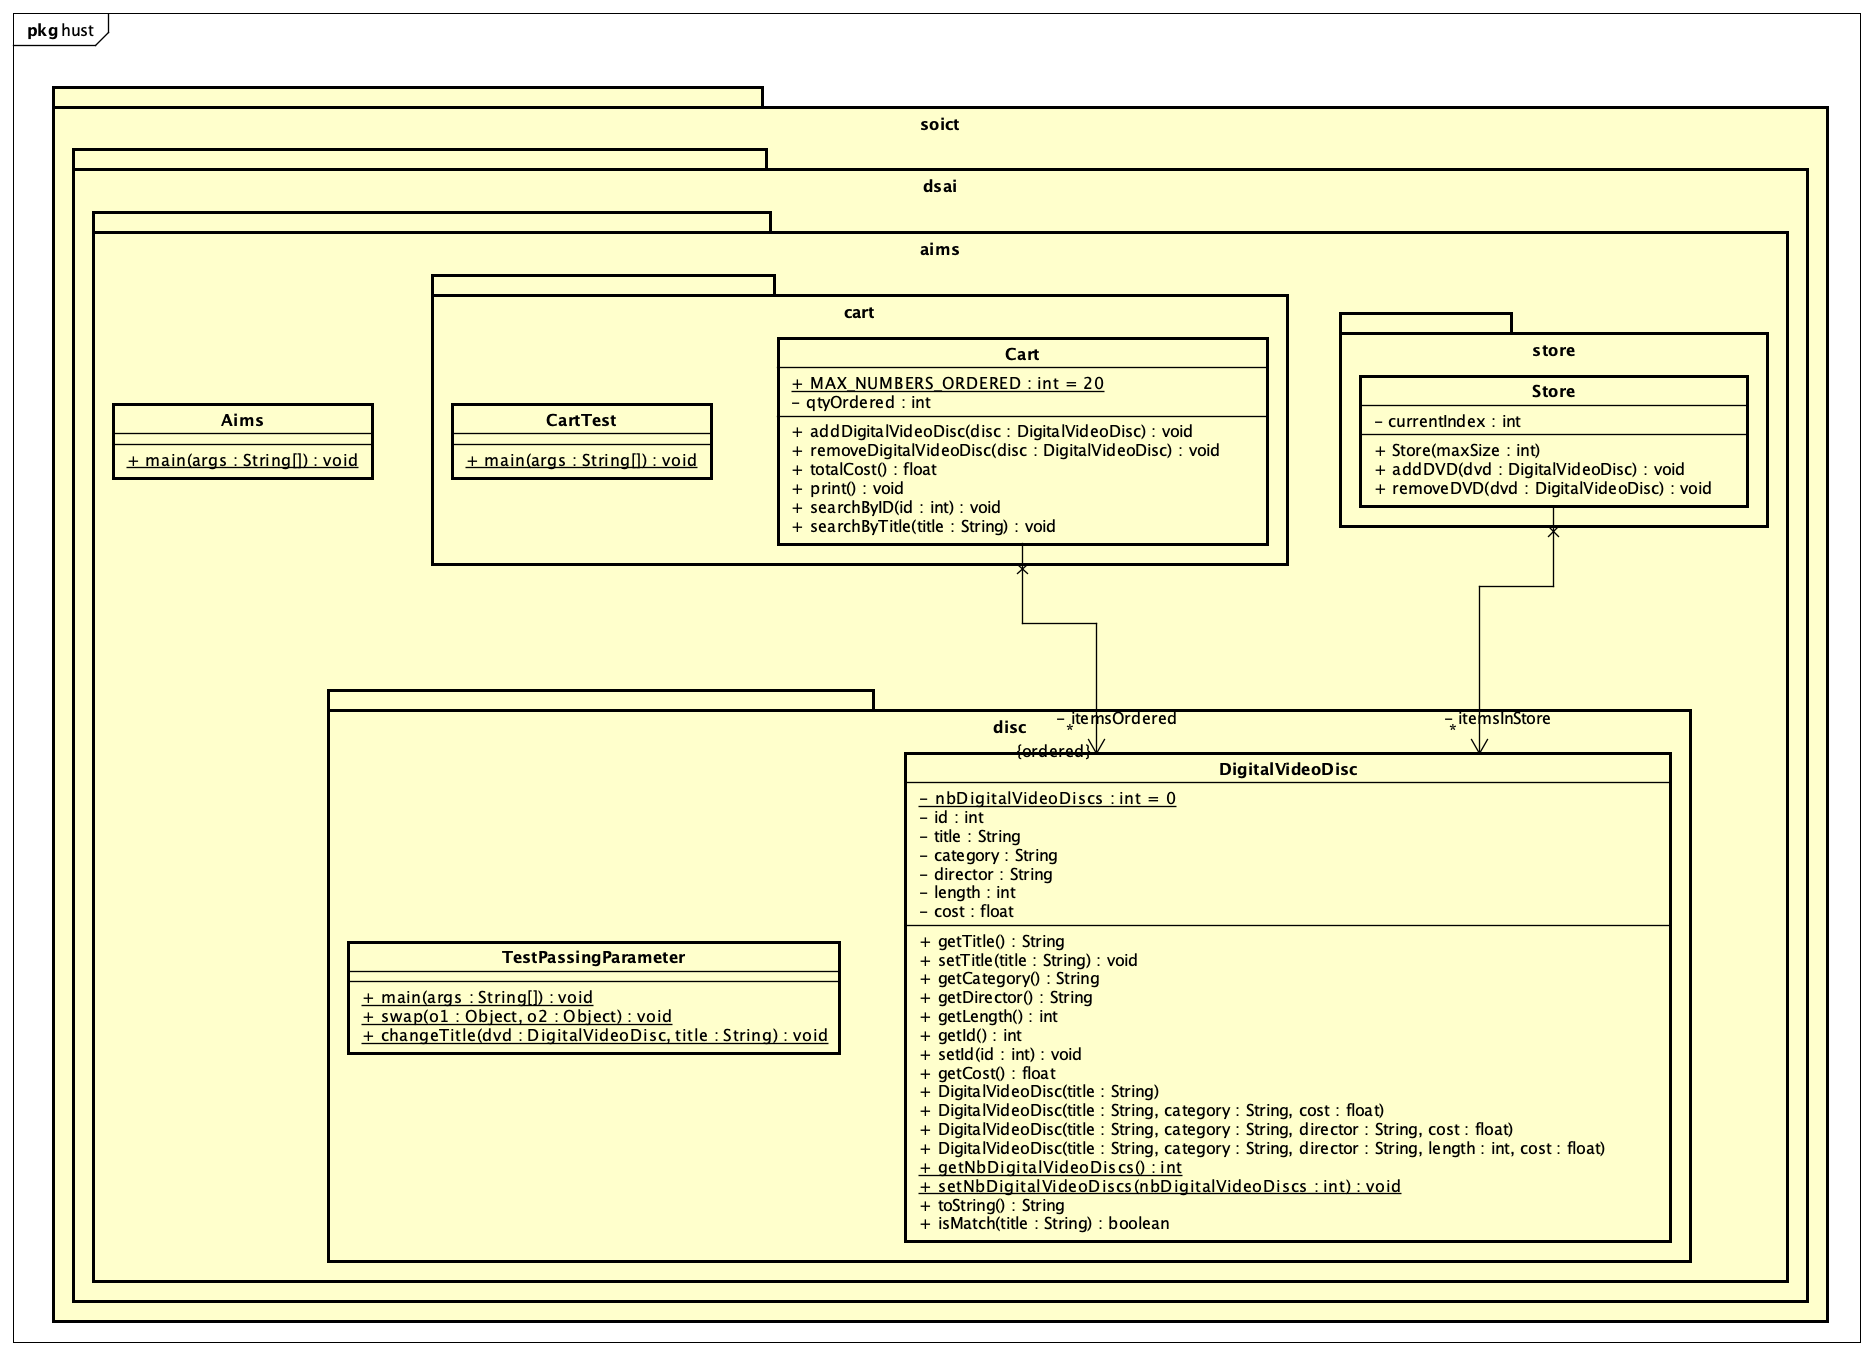 pkg hust
soict
dsai
aims
cart
Cart
+ MAX_NUMBERS_ORDERED : int = 20
- qtyOrdered : int
+ addDigitalVideoDisc(disc : DigitalVideoDisc) : void
+ removeDigitalVideoDisc(disc : DigitalVideoDisc) : void
+ totalCost() : float
+ print() : void
+ searchByID(id : int) : void
+ searchByTitle(title : String) : void
store
Store
- currentIndex : int
+ Store(maxSize : int)
+ addDVD(dvd : DigitalVideoDisc) : void
+ removeDVD(dvd : DigitalVideoDisc) : void
Aims
+ main(args : String[]) : void
CartTest
+ main(args : String[]) : void
disc
- itemsOrdered
*
{ordered}
- itemsInStore
*
DigitalVideoDisc
- nbDigitalVideoDiscs : int = 0
- id : int
- title : String
- category : String
- director : String
- length : int
- cost : float
+ getTitle() : String
+ setTitle(title : String) : void
+ getCategory() : String
+ getDirector() : String
+ getLength() : int
+ getId() : int
+ setId(id : int) : void
+ getCost() : float
+ DigitalVideoDisc(title : String)
+ DigitalVideoDisc(title : String, category : String, cost : float)
+ DigitalVideoDisc(title : String, category : String, director : String, cost : float)
+ DigitalVideoDisc(title : String, category : String, director : String, length : int, cost : float)
+ getNbDigitalVideoDiscs() : int
+ setNbDigitalVideoDiscs(nbDigitalVideoDiscs : int) : void
+ toString() : String
+ isMatch(title : String) : boolean
TestPassingParameter
+ main(args : String[]) : void
+ swap(o1 : Object, o2 : Object) : void
+ changeTitle(dvd : DigitalVideoDisc, title : String) : void